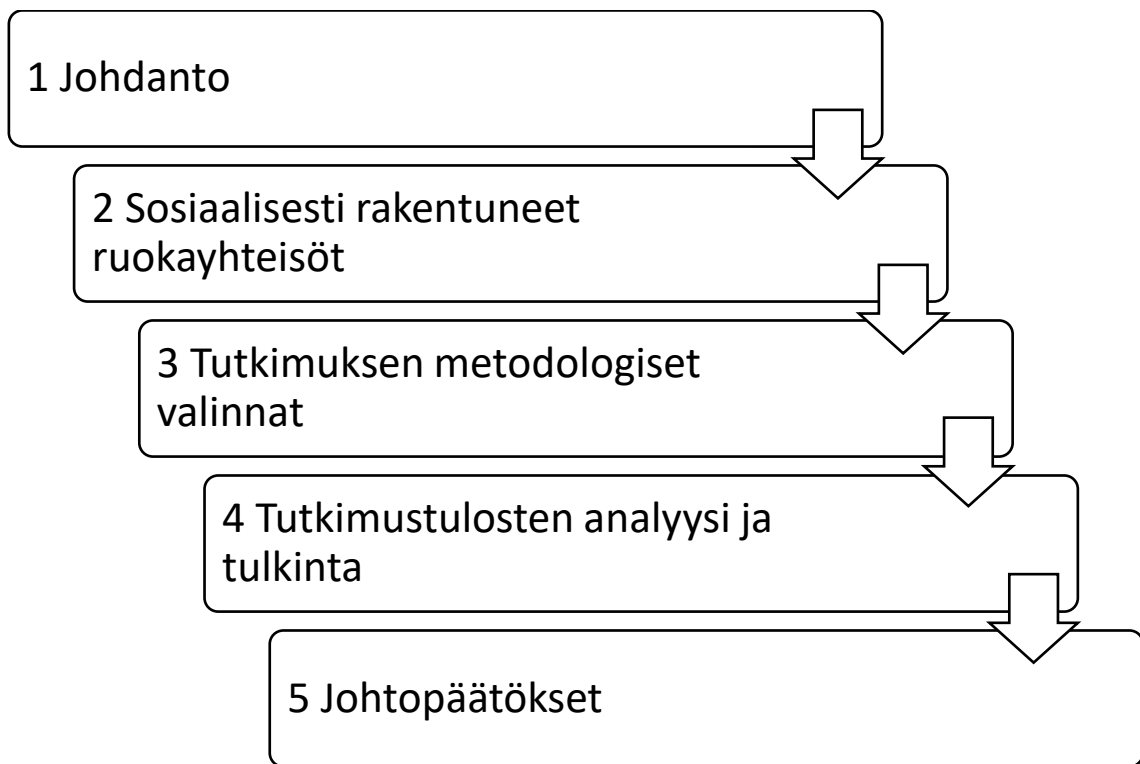 1 Johdanto
2 Sosiaalisesti rakentuneet
ruokayhteisöt
3 Tutkimuksen metodologiset
valinnat
4 Tutkimustulosten analyysi ja
tulkinta
5 Johtopäätökset